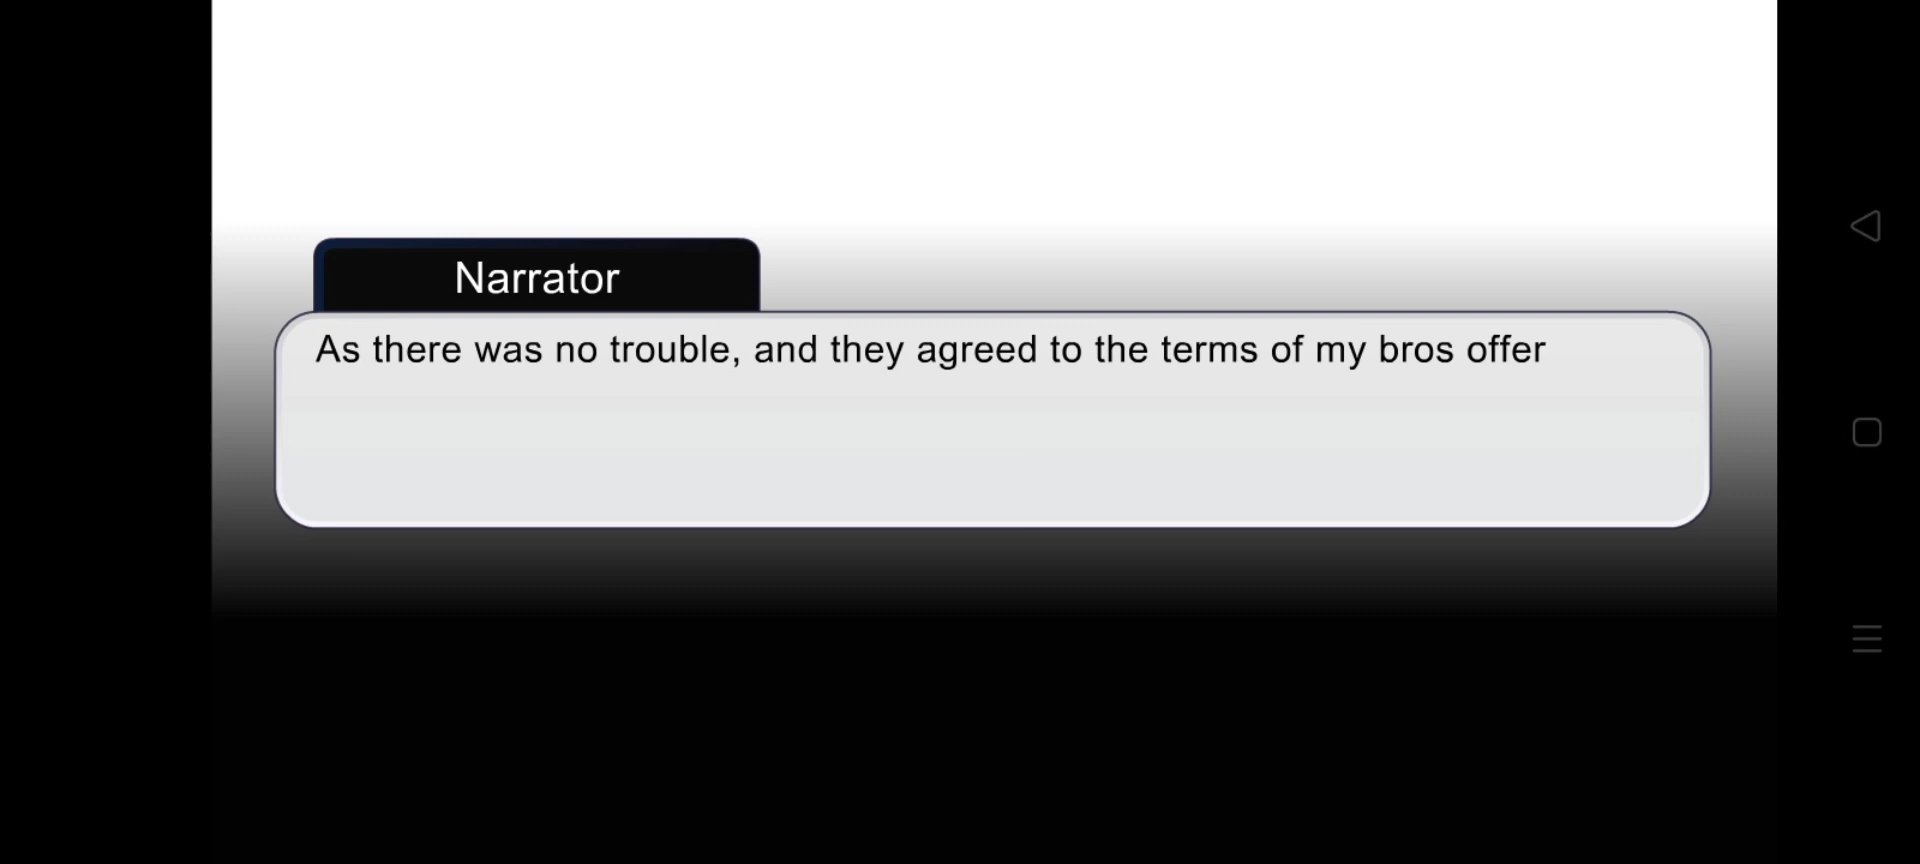 Narrator
As there was no trouble, and they agreed to the terms of my bros offer